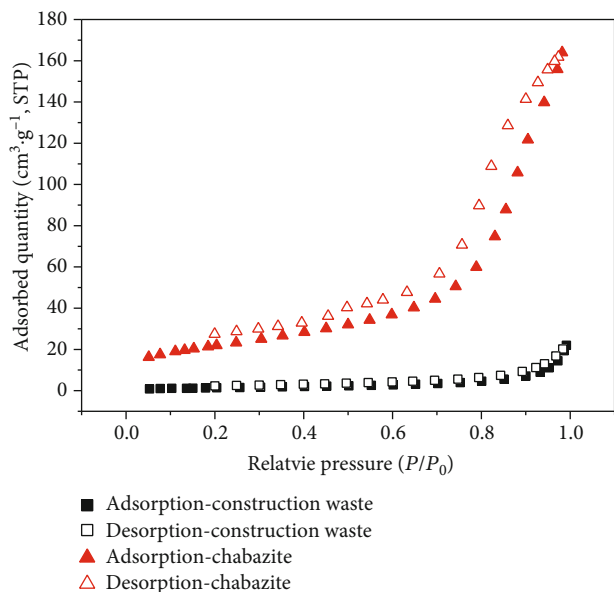 180
160
140
120
100
80
60
40
20
0
Adsorbed quantity (cm³·g⁻¹, STP)
0.0 0.2 0.4 0.6 0.8 1.0
Relatvie pressure (P/P₀)
Adsorption-construction waste
Desorption-construction waste
Adsorption-chabazite
Desorption-chabazite